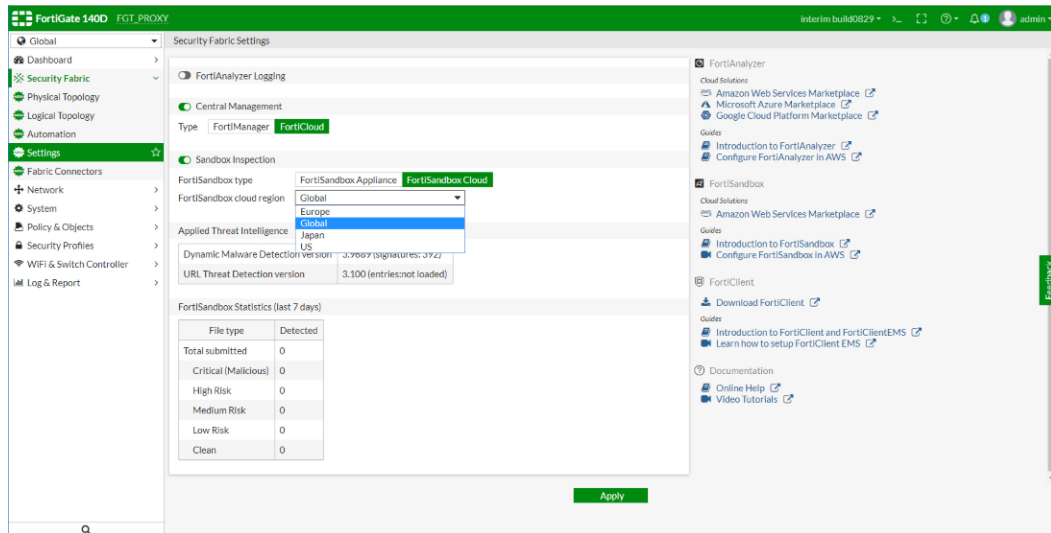 FortiGate 140D FGT_PROXY
interim build0829
>_
1
admin
Global
Dashboard
Security Fabric
Physical Topology
Logical Topology
Automation
Settings
Fabric Connectors
Network
System
Policy & Objects
Security Profiles
WiFi & Switch Controller
Log & Report
Security Fabric Settings
FortiAnalyzer Logging
Central Management
Type FortiManager FortiCloud
Sandbox Inspection
FortiSandbox type FortiSandbox Appliance FortiSandbox Cloud
FortiSandbox cloud region Global
Europe
Global
Japan
US
Applied Threat Intelligence
Dynamic Malware Detection version 3.9689 (signatures: 392)
URL Threat Detection version 3.100 (entries:not loaded)
FortiSandbox Statistics (last 7 days)
File type Detected
Total submitted 0
Critical (Malicious) 0
High Risk 0
Medium Risk 0
Low Risk 0
Clean 0
Apply
FortiAnalyzer
Cloud Solutions
Amazon Web Services Marketplace
Microsoft Azure Marketplace
Google Cloud Platform Marketplace
Guides
Introduction to FortiAnalyzer
Configure FortiAnalyzer in AWS
FortiSandbox
Cloud Solutions
Amazon Web Services Marketplace
Guides
Introduction to FortiSandbox
Configure FortiSandbox in AWS
FortiClient
Download FortiClient
Guides
Introduction to FortiClient and FortiClientEMS
Learn how to setup FortiClient EMS
Documentation
Online Help
Video Tutorials
Feedback